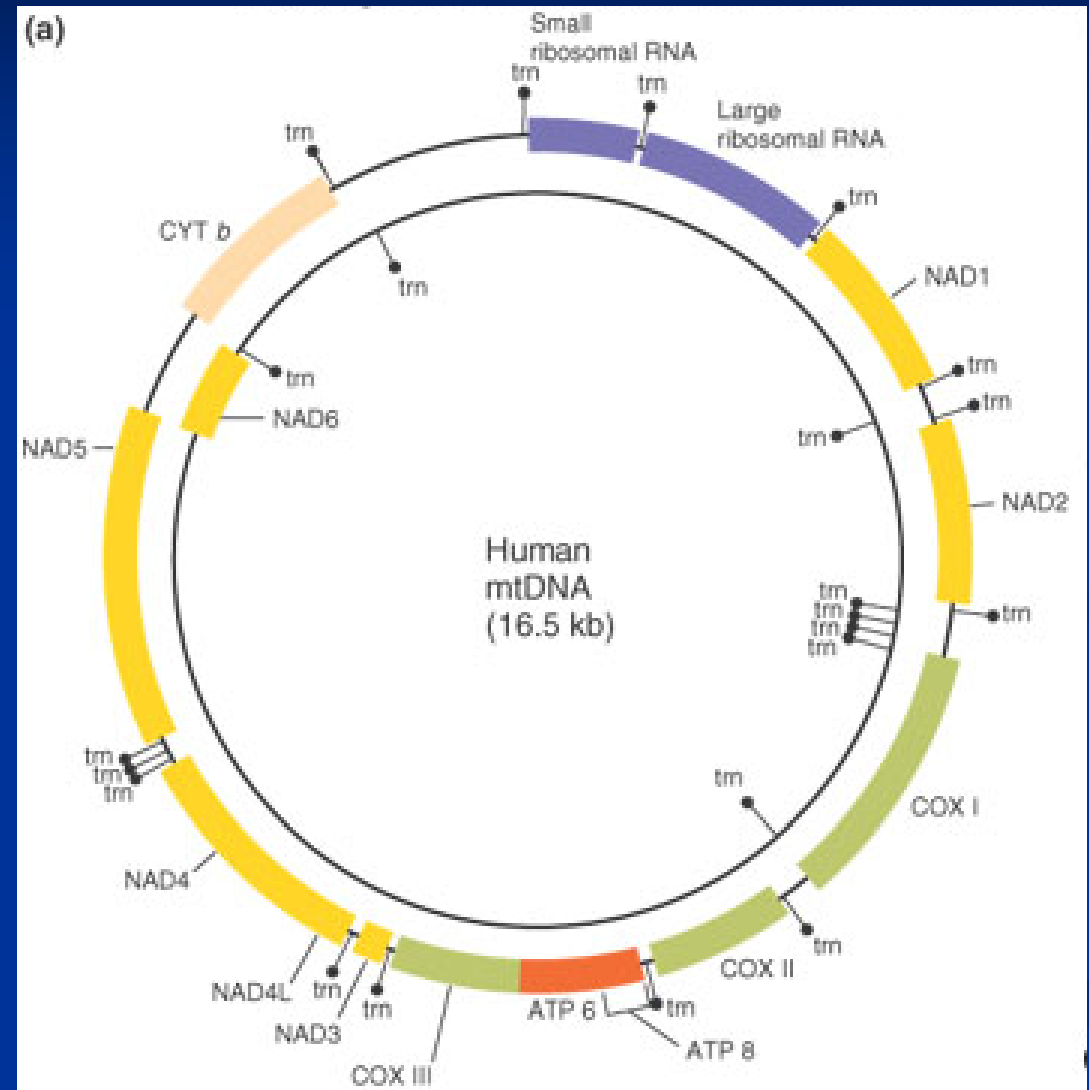 (a)
Small
ribosomal RNA
trn
trn
Large
ribosomal RNA
trn
trn
CYT b
trn
NAD1
trn
trn
trn
NAD6
trn
trn
NAD5
NAD2
Human
mtDNA
(16.5 kb)
trn
trn
trn
trn
trn
trn
trn
trn
trn
COX I
NAD4
trn
COX II
NAD4L
trn
trn
ATP 6
trn
NAD3
ATP 8
COX III